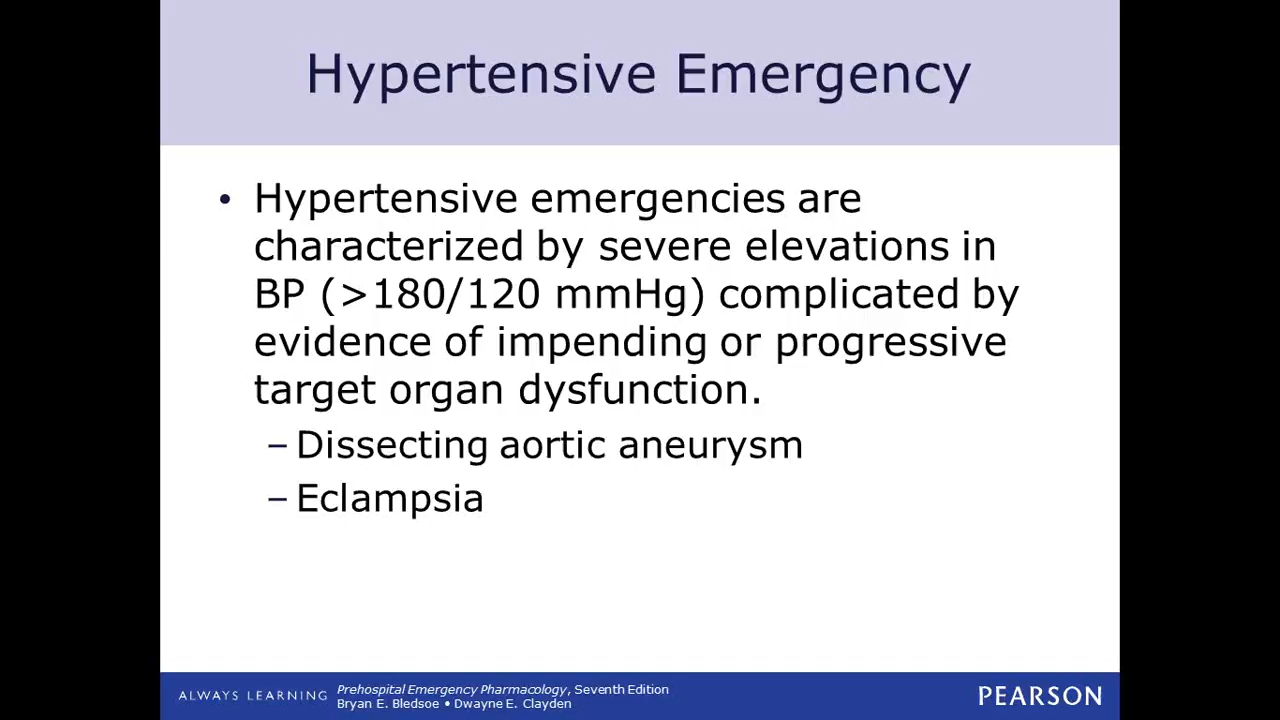 Hypertensive Emergency
• Hypertensive emergencies are
characterized by severe elevations in
BP (>180/120 mmHg) complicated by
evidence of impending or progressive
target organ dysfunction.
– Dissecting aortic aneurysm
– Eclampsia
ALWAYS LEARNING
Prehospital Emergency Pharmacology, Seventh Edition
Bryan E. Bledsoe • Dwayne E. Clayden
PEARSON